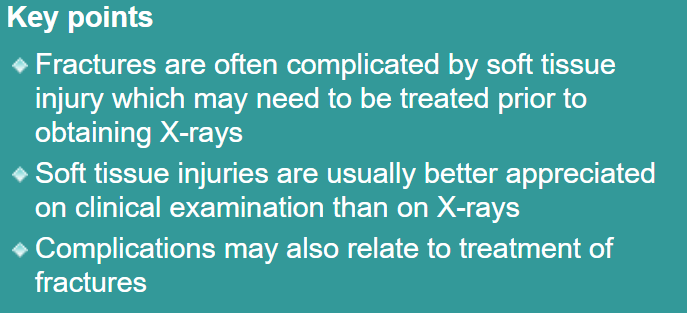 Key points
Fractures are often complicated by soft tissue
injury which may need to be treated prior to
obtaining X-rays
Soft tissue injuries are usually better appreciated
on clinical examination than on X-rays
Complications may also relate to treatment of
fractures